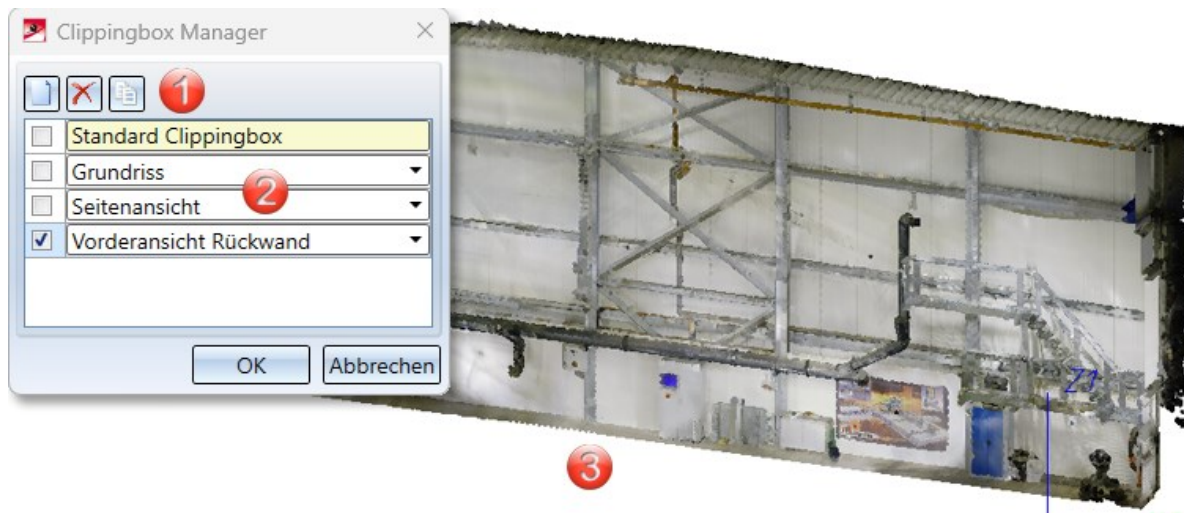 Clippingbox Manager
1
Standard Clippingbox
Grundriss
2
Seitenansicht
Vorderansicht Rückwand
OK
Abbrechen
Z1
3